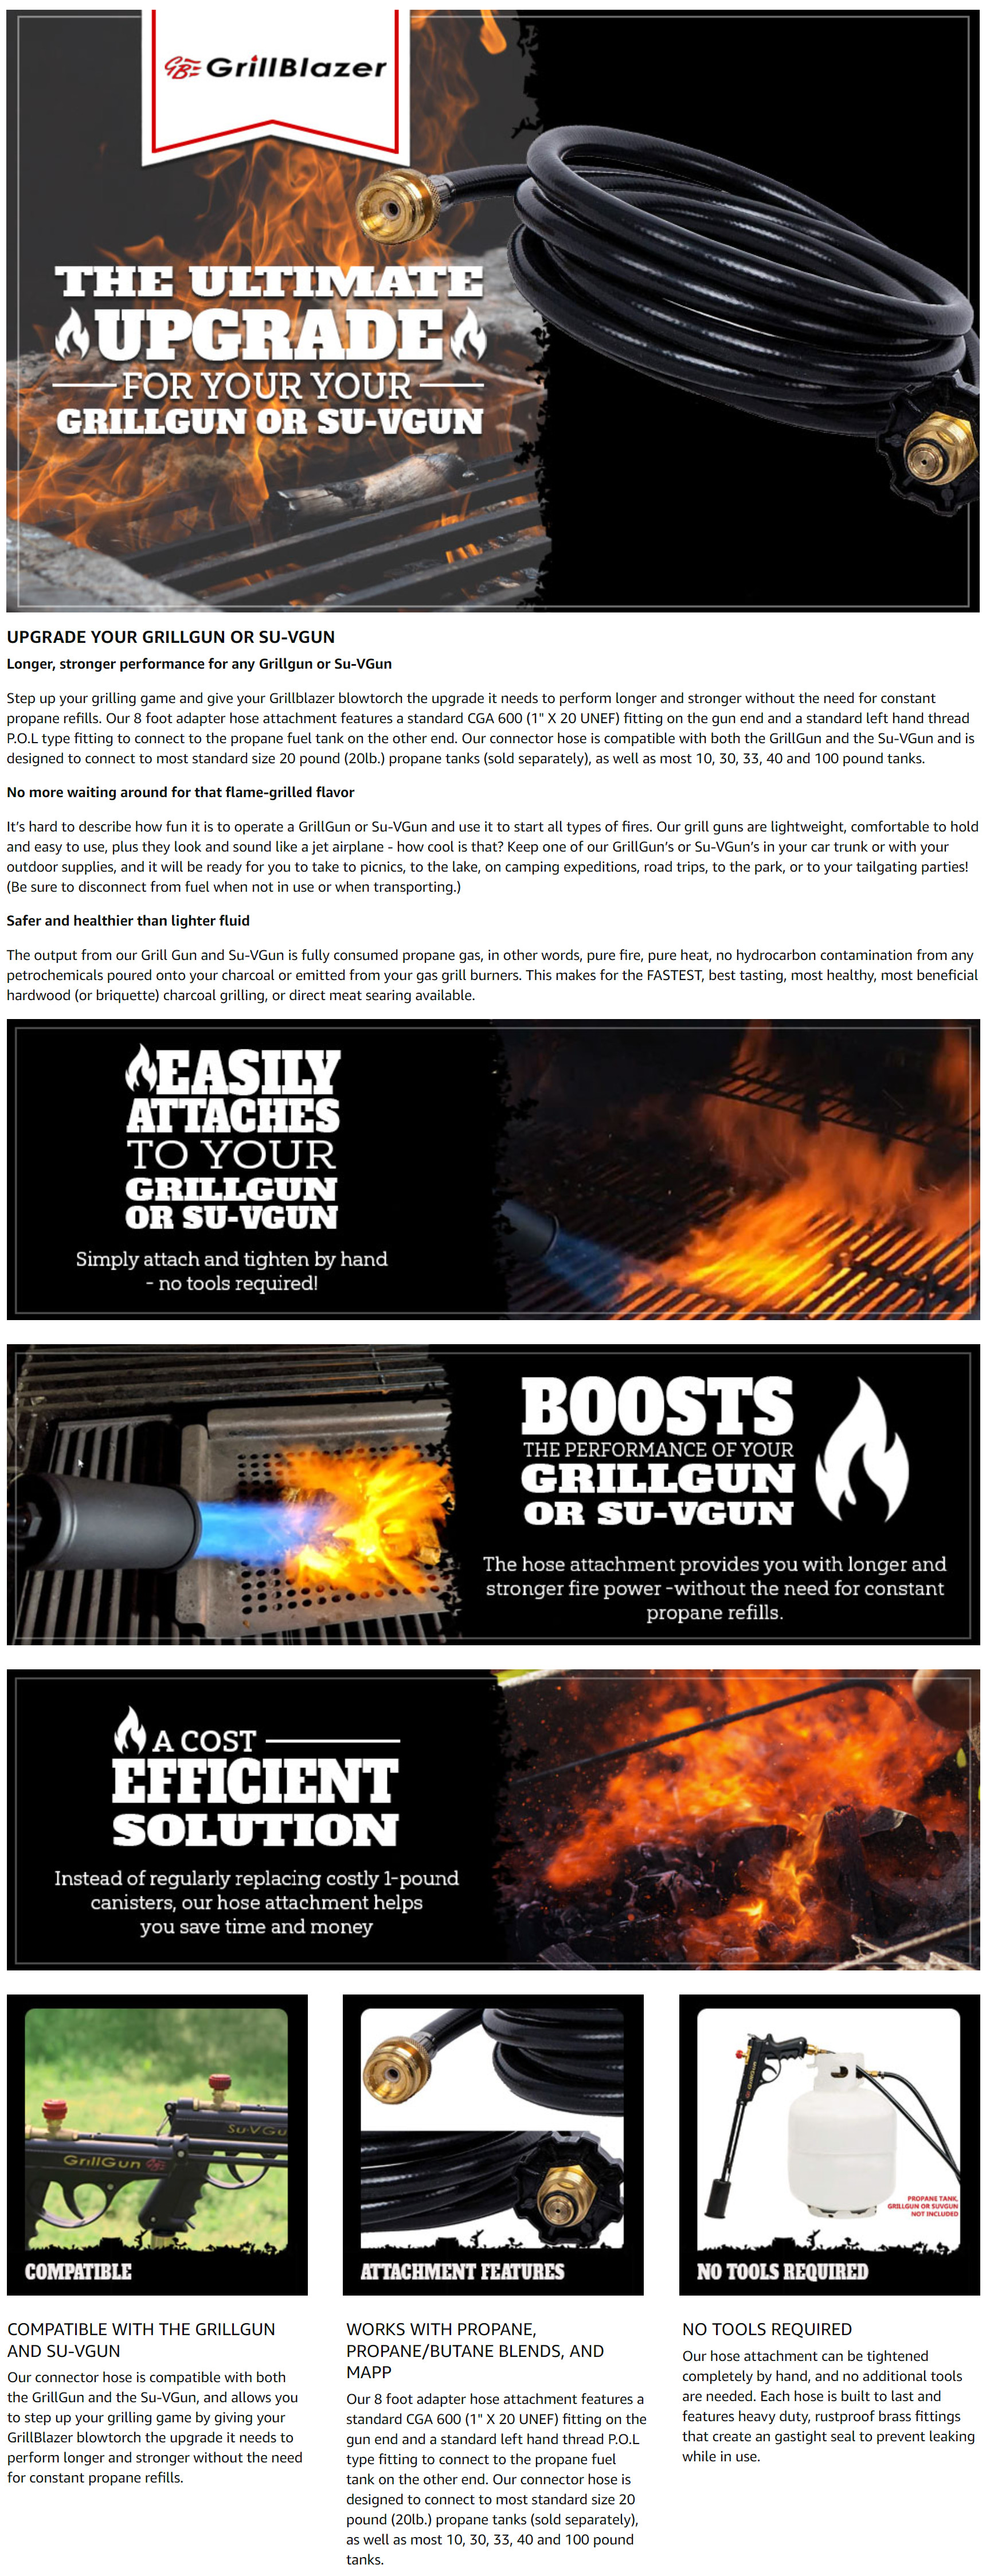 GBE GrillBlazer
THE ULTIMATE
UPGRADE
FOR YOUR YOUR
GRILLGUN OR SU-VGUN
UPGRADE YOUR GRILLGUN OR SU-VGUN
Longer, stronger performance for any Grillgun or Su-VGun
Step up your grilling game and give your Grillblazer blowtorch the upgrade it needs to perform longer and stronger without the need for constant
propane refills. Our 8 foot adapter hose attachment features a standard CGA 600 (1" X 20 UNEF) fitting on the gun end and a standard left hand thread
P.O.L type fitting to connect to the propane fuel tank on the other end. Our connector hose is compatible with both the GrillGun and the Su-VGun and is
designed to connect to most standard size 20 pound (20lb.) propane tanks (sold separately), as well as most 10, 30, 33, 40 and 100 pound tanks.
No more waiting around for that flame-grilled flavor
It's hard to describe how fun it is to operate a GrillGun or Su-VGun and use it to start all types of fires. Our grill guns are lightweight, comfortable to hold
and easy to use, plus they look and sound like a jet airplane - how cool is that? Keep one of our GrillGun's or Su-VGun's in your car trunk or with your
outdoor supplies, and it will be ready for you to take to picnics, to the lake, on camping expeditions, road trips, to the park, or to your tailgating parties!
(Be sure to disconnect from fuel when not in use or when transporting.)
Safer and healthier than lighter fluid
The output from our Grill Gun and Su-VGun is fully consumed propane gas, in other words, pure fire, pure heat, no hydrocarbon contamination from any
petrochemicals poured onto your charcoal or emitted from your gas grill burners. This makes for the FASTEST, best tasting, most healthy, most beneficial
hardwood (or briquette) charcoal grilling, or direct meat searing available.
EASILY
ATTACHES
TO YOUR
GRILLGUN
OR SU-VGUN
Simply attach and tighten by hand
- no tools required!
BOOSTS
THE PERFORMANCE OF YOUR
GRILLGUN
OR SU-VGUN
The hose attachment provides you with longer and
stronger fire power -without the need for constant
propane refills.
A COST
EFFICIENT
SOLUTION
Instead of regularly replacing costly 1-pound
canisters, our hose attachment helps
you save time and money
Su-VGu
GrillGun
COMPATIBLE
COMPATIBLE WITH THE GRILLGUN
AND SU-VGUN
Our connector hose is compatible with both
the GrillGun and the Su-VGun, and allows you
to step up your grilling game by giving your
GrillBlazer blowtorch the upgrade it needs to
perform longer and stronger without the need
for constant propane refills.
ATTACHMENT FEATURES
WORKS WITH PROPANE,
PROPANE/BUTANE BLENDS, AND
MAPP
Our 8 foot adapter hose attachment features a
standard CGA 600 (1" X 20 UNEF) fitting on the
gun end and a standard left hand thread P.O.L
type fitting to connect to the propane fuel
tank on the other end. Our connector hose is
designed to connect to most standard size 20
pound (20lb.) propane tanks (sold separately),
as well as most 10, 30, 33, 40 and 100 pound
tanks.
PROPANE TANK,
GRILLGUN OR SUVGUN
NOT INCLUDED
NO TOOLS REQUIRED
NO TOOLS REQUIRED
Our hose attachment can be tightened
completely by hand, and no additional tools
are needed. Each hose is built to last and
features heavy duty, rustproof brass fittings
that create an gastight seal to prevent leaking
while in use.